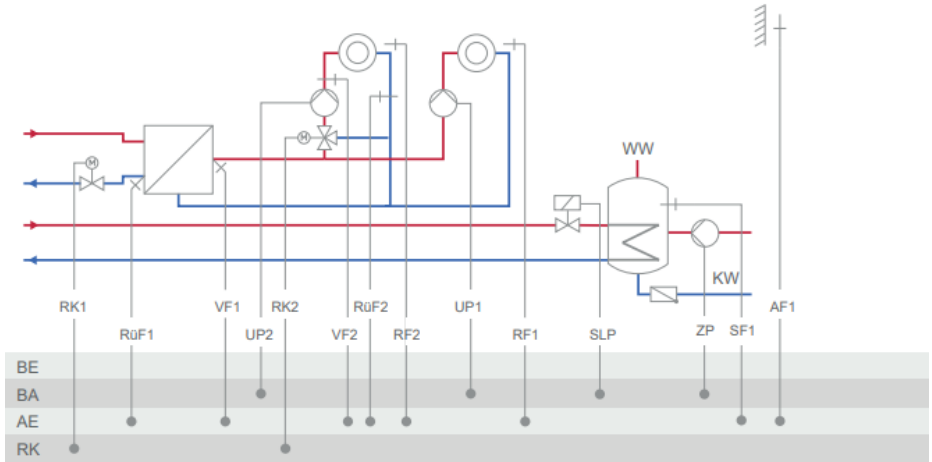 M
M
WW
KW
RK1 VF1 RK2 RüF2 UP1 AF1
RüF1 UP2 VF2 RF2 RF1 SLP ZP SF1
BE
BA
AE
RK